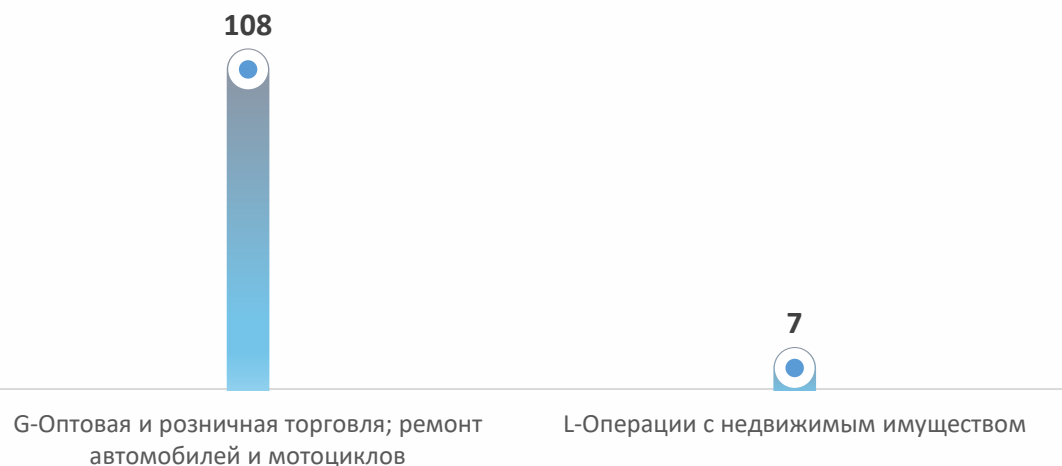 108
7
G-Оптовая и розничная торговля; ремонт
автомобилей и мотоциклов
L-Операции с недвижимым имуществом